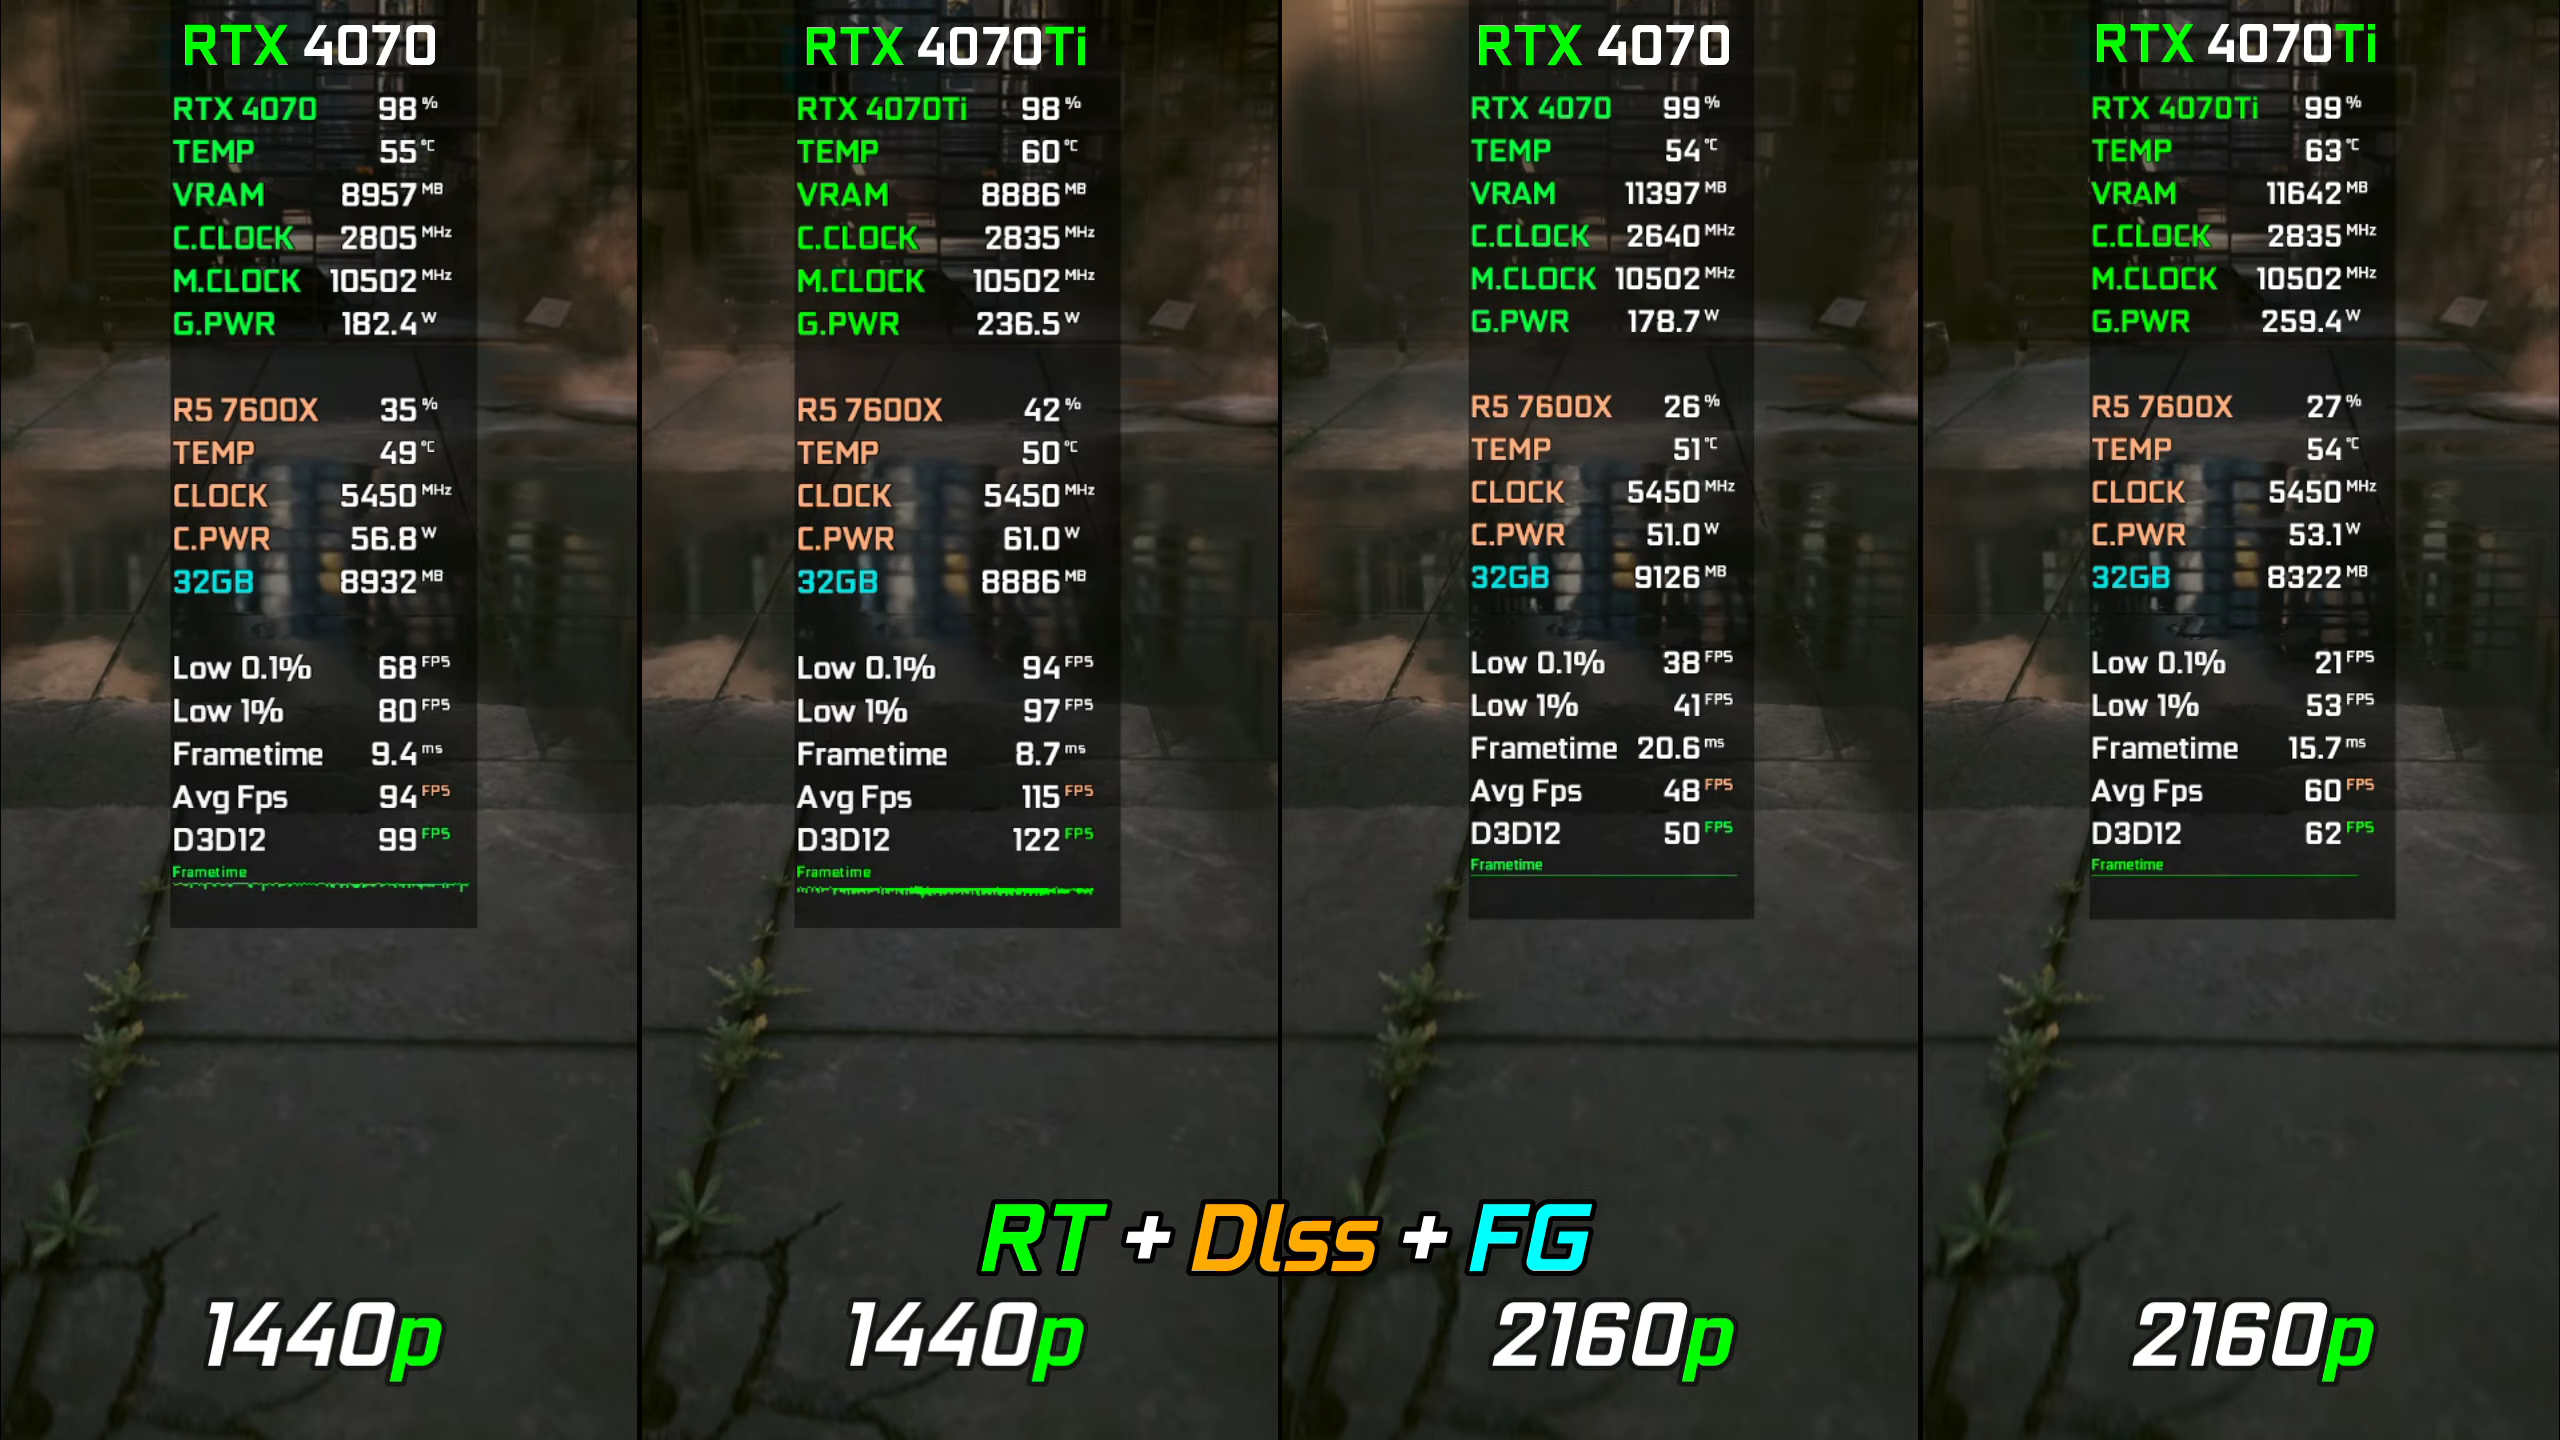 RTX 4070
RTX 4070 98 %
TEMP 55 °C
VRAM 8957 MB
C.CLOCK 2805 MHz
M.CLOCK 10502 MHz
G.PWR 182.4 W
R5 7600X 35 %
TEMP 49 °C
CLOCK 5450 MHz
C.PWR 56.8 W
32GB 8932 MB
Low 0.1% 68 FPS
Low 1% 80 FPS
Frametime 9.4 ms
Avg Fps 94 FPS
D3D12 99 FPS
Frametime
1440p
RTX 4070Ti
RTX 4070Ti 98 %
TEMP 60 °C
VRAM 8886 MB
C.CLOCK 2835 MHz
M.CLOCK 10502 MHz
G.PWR 236.5 W
R5 7600X 42 %
TEMP 50 °C
CLOCK 5450 MHz
C.PWR 61.0 W
32GB 8886 MB
Low 0.1% 94 FPS
Low 1% 97 FPS
Frametime 8.7 ms
Avg Fps 115 FPS
D3D12 122 FPS
Frametime
1440p
RTX 4070
RTX 4070 99 %
TEMP 54 °C
VRAM 11397 MB
C.CLOCK 2640 MHz
M.CLOCK 10502 MHz
G.PWR 178.7 W
R5 7600X 26 %
TEMP 51 °C
CLOCK 5450 MHz
C.PWR 51.0 W
32GB 9126 MB
Low 0.1% 38 FPS
Low 1% 41 FPS
Frametime 20.6 ms
Avg Fps 48 FPS
D3D12 50 FPS
Frametime
2160p
RTX 4070Ti
RTX 4070Ti 99 %
TEMP 63 °C
VRAM 11642 MB
C.CLOCK 2835 MHz
M.CLOCK 10502 MHz
G.PWR 259.4 W
R5 7600X 27 %
TEMP 54 °C
CLOCK 5450 MHz
C.PWR 53.1 W
32GB 8322 MB
Low 0.1% 21 FPS
Low 1% 53 FPS
Frametime 15.7 ms
Avg Fps 60 FPS
D3D12 62 FPS
Frametime
2160p
RT + Dlss + FG